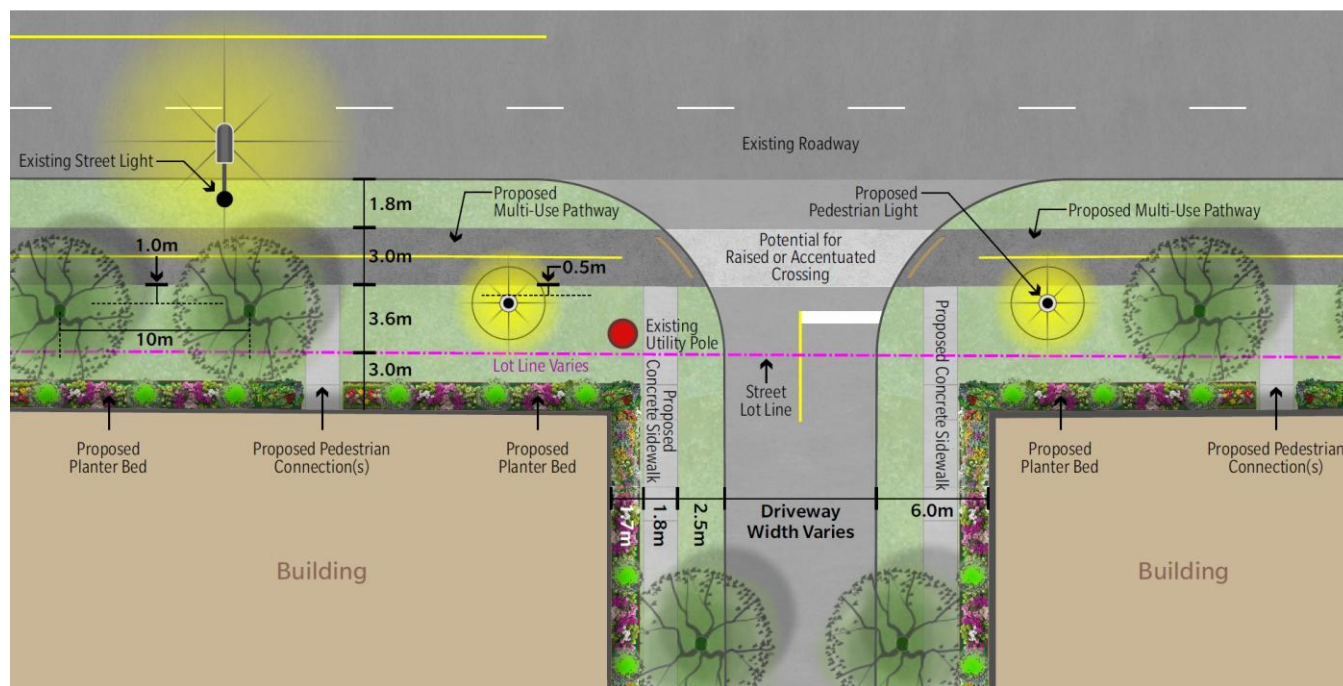 Existing Roadway
Existing Street Light
1.8m
Proposed
Multi-Use Pathway
Proposed
Pedestrian Light
Proposed Multi-Use Pathway
Potential for
Raised or Accentuated
Crossing
1.0m
3.0m
0.5m
10m
3.6m
Existing
Utility Pole
Lot Line Varies
3.0m
Street
Lot Line
Proposed
Concrete Sidewalk
Proposed Concrete Sidewalk
Proposed
Planter Bed
Proposed Pedestrian
Connection(s)
Proposed
Planter Bed
Proposed
Planter Bed
Proposed Pedestrian
Connection(s)
1.7m
1.8m
2.5m
Driveway
Width Varies
6.0m
Building
Building